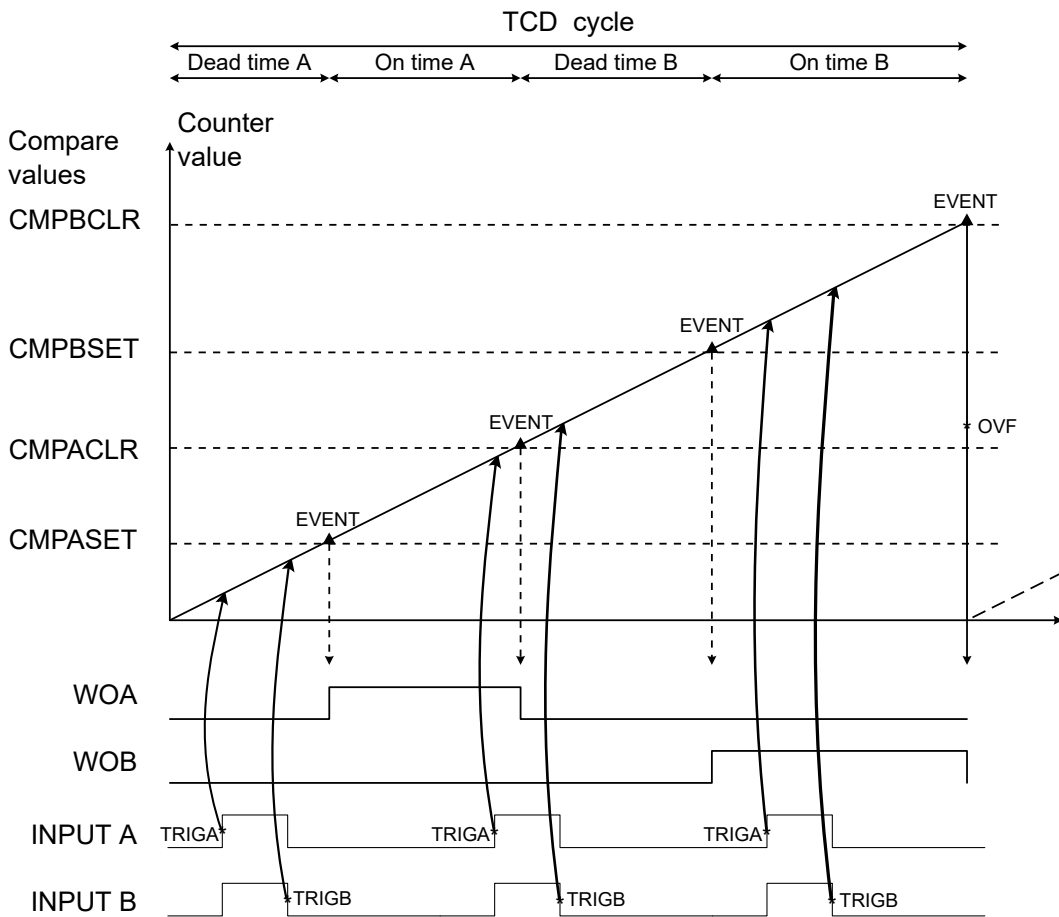 TCD cycle
Dead time A
On time A
Dead time B
On time B
Compare
values
Counter
value
CMPBCLR
EVENT
CMPBSET
EVENT
CMPACLR
EVENT
OVF
CMPASET
EVENT
WOA
WOB
INPUT A
TRIGA*
TRIGA*
TRIGA*
INPUT B
*TRIGB
*TRIGB
*TRIGB